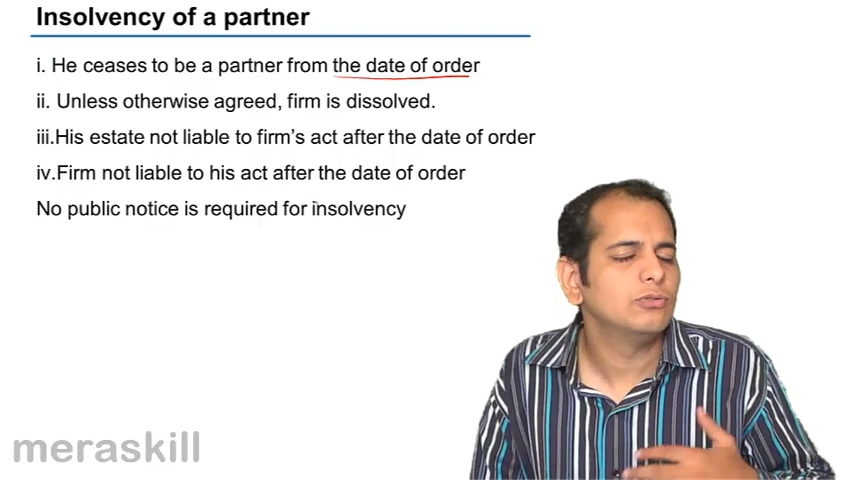 Insolvency of a partner
i. He ceases to be a partner from the date of order
ii. Unless otherwise agreed, firm is dissolved.
iii.His estate not liable to firm's act after the date of order
iv.Firm not liable to his act after the date of order
No public notice is required for insolvency
meraskill